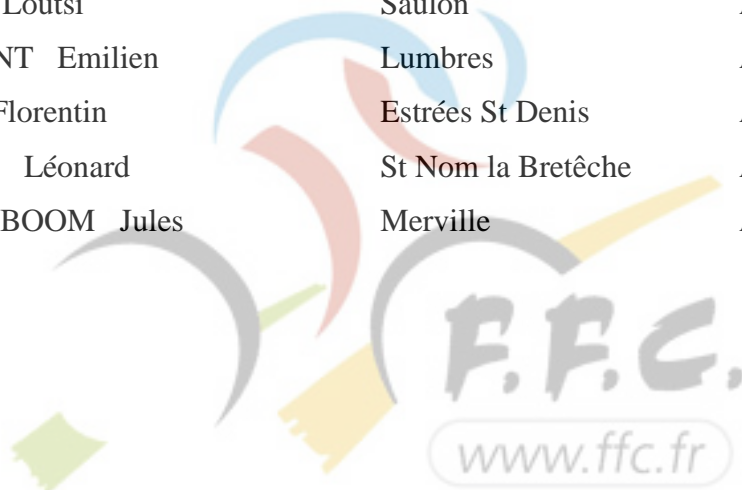 Loutsi Saulon
NT Emilien Lumbres
Florentin Estrées St Denis
Léonard St Nom la Bretêche
BOOM Jules Merville
F.F.C.
www.ffc.fr